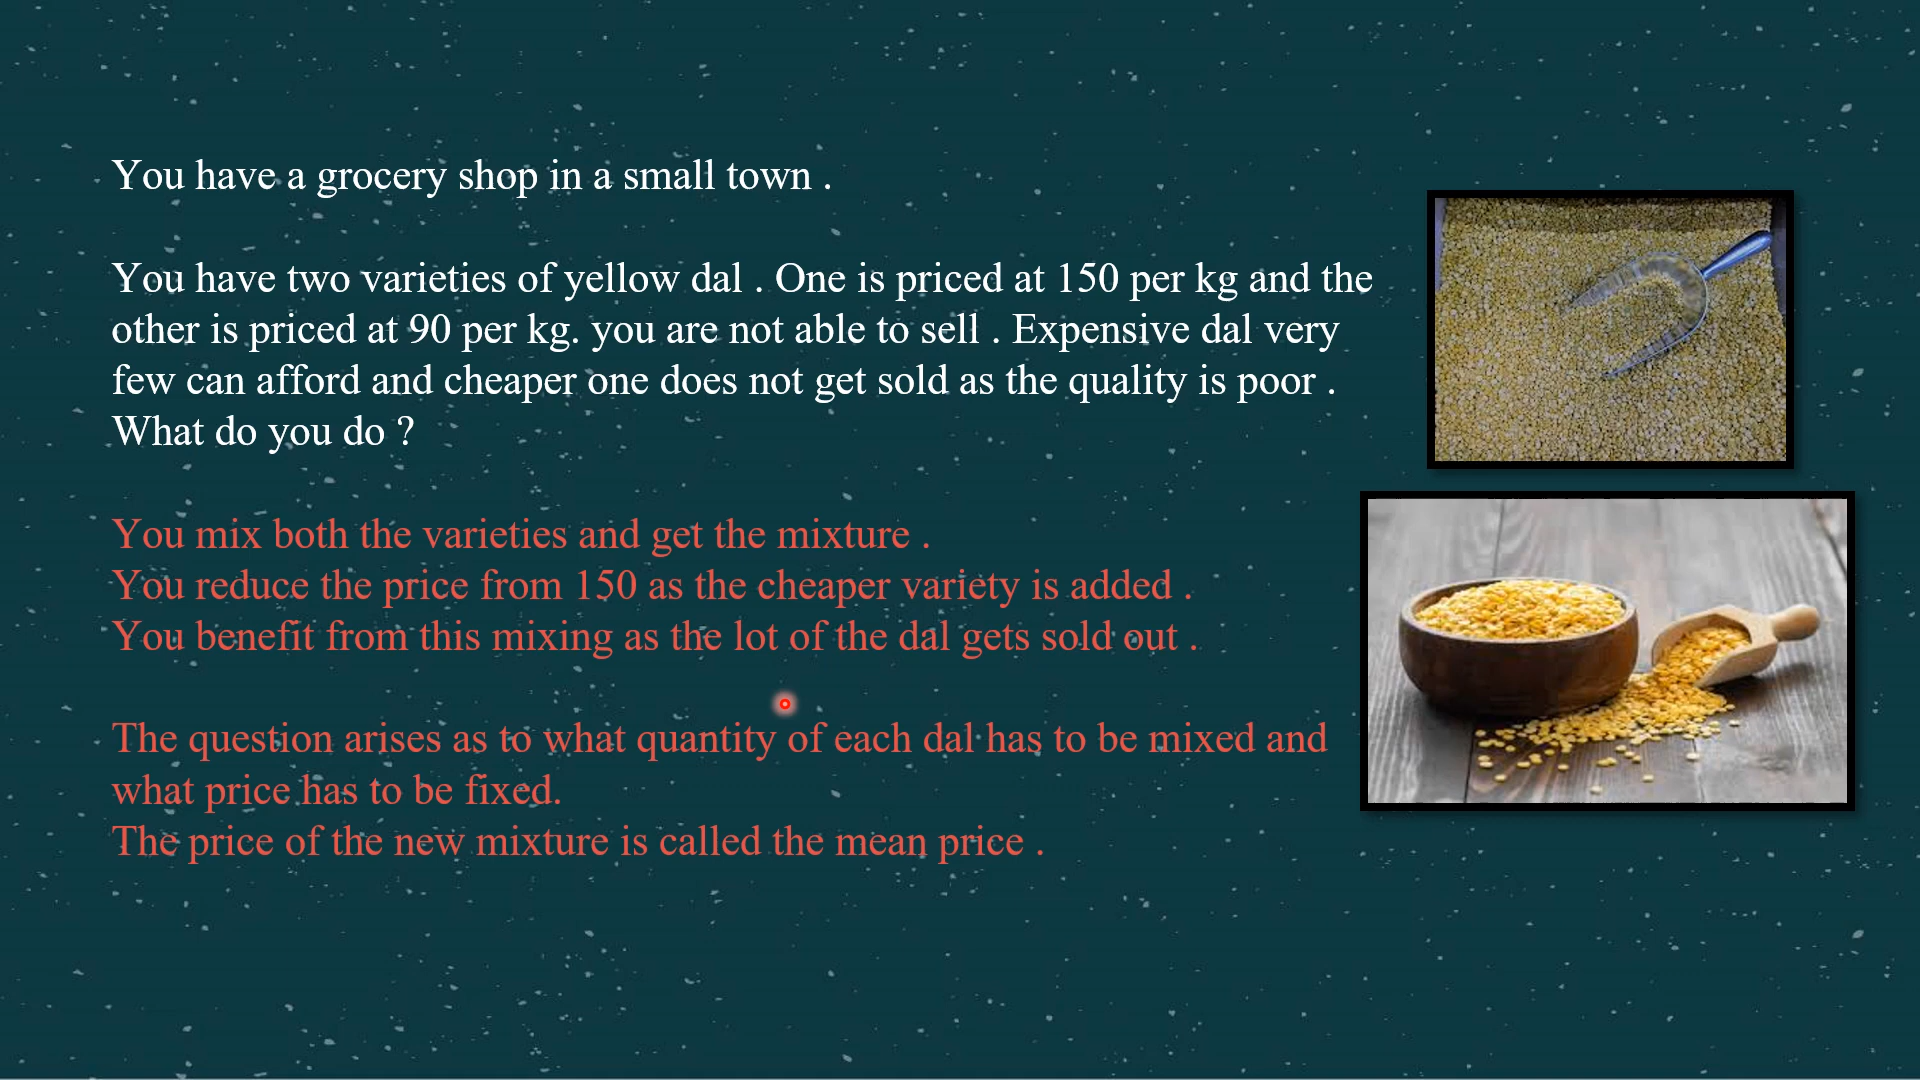 You have a grocery shop in a small town .
You have two varieties of yellow dal . One is priced at 150 per kg and the
other is priced at 90 per kg. you are not able to sell . Expensive dal very
few can afford and cheaper one does not get sold as the quality is poor .
What do you do ?
You mix both the varieties and get the mixture .
You reduce the price from 150 as the cheaper variety is added .
You benefit from this mixing as the lot of the dal gets sold out .
The question arises as to what quantity of each dal has to be mixed and
what price has to be fixed.
The price of the new mixture is called the mean price .